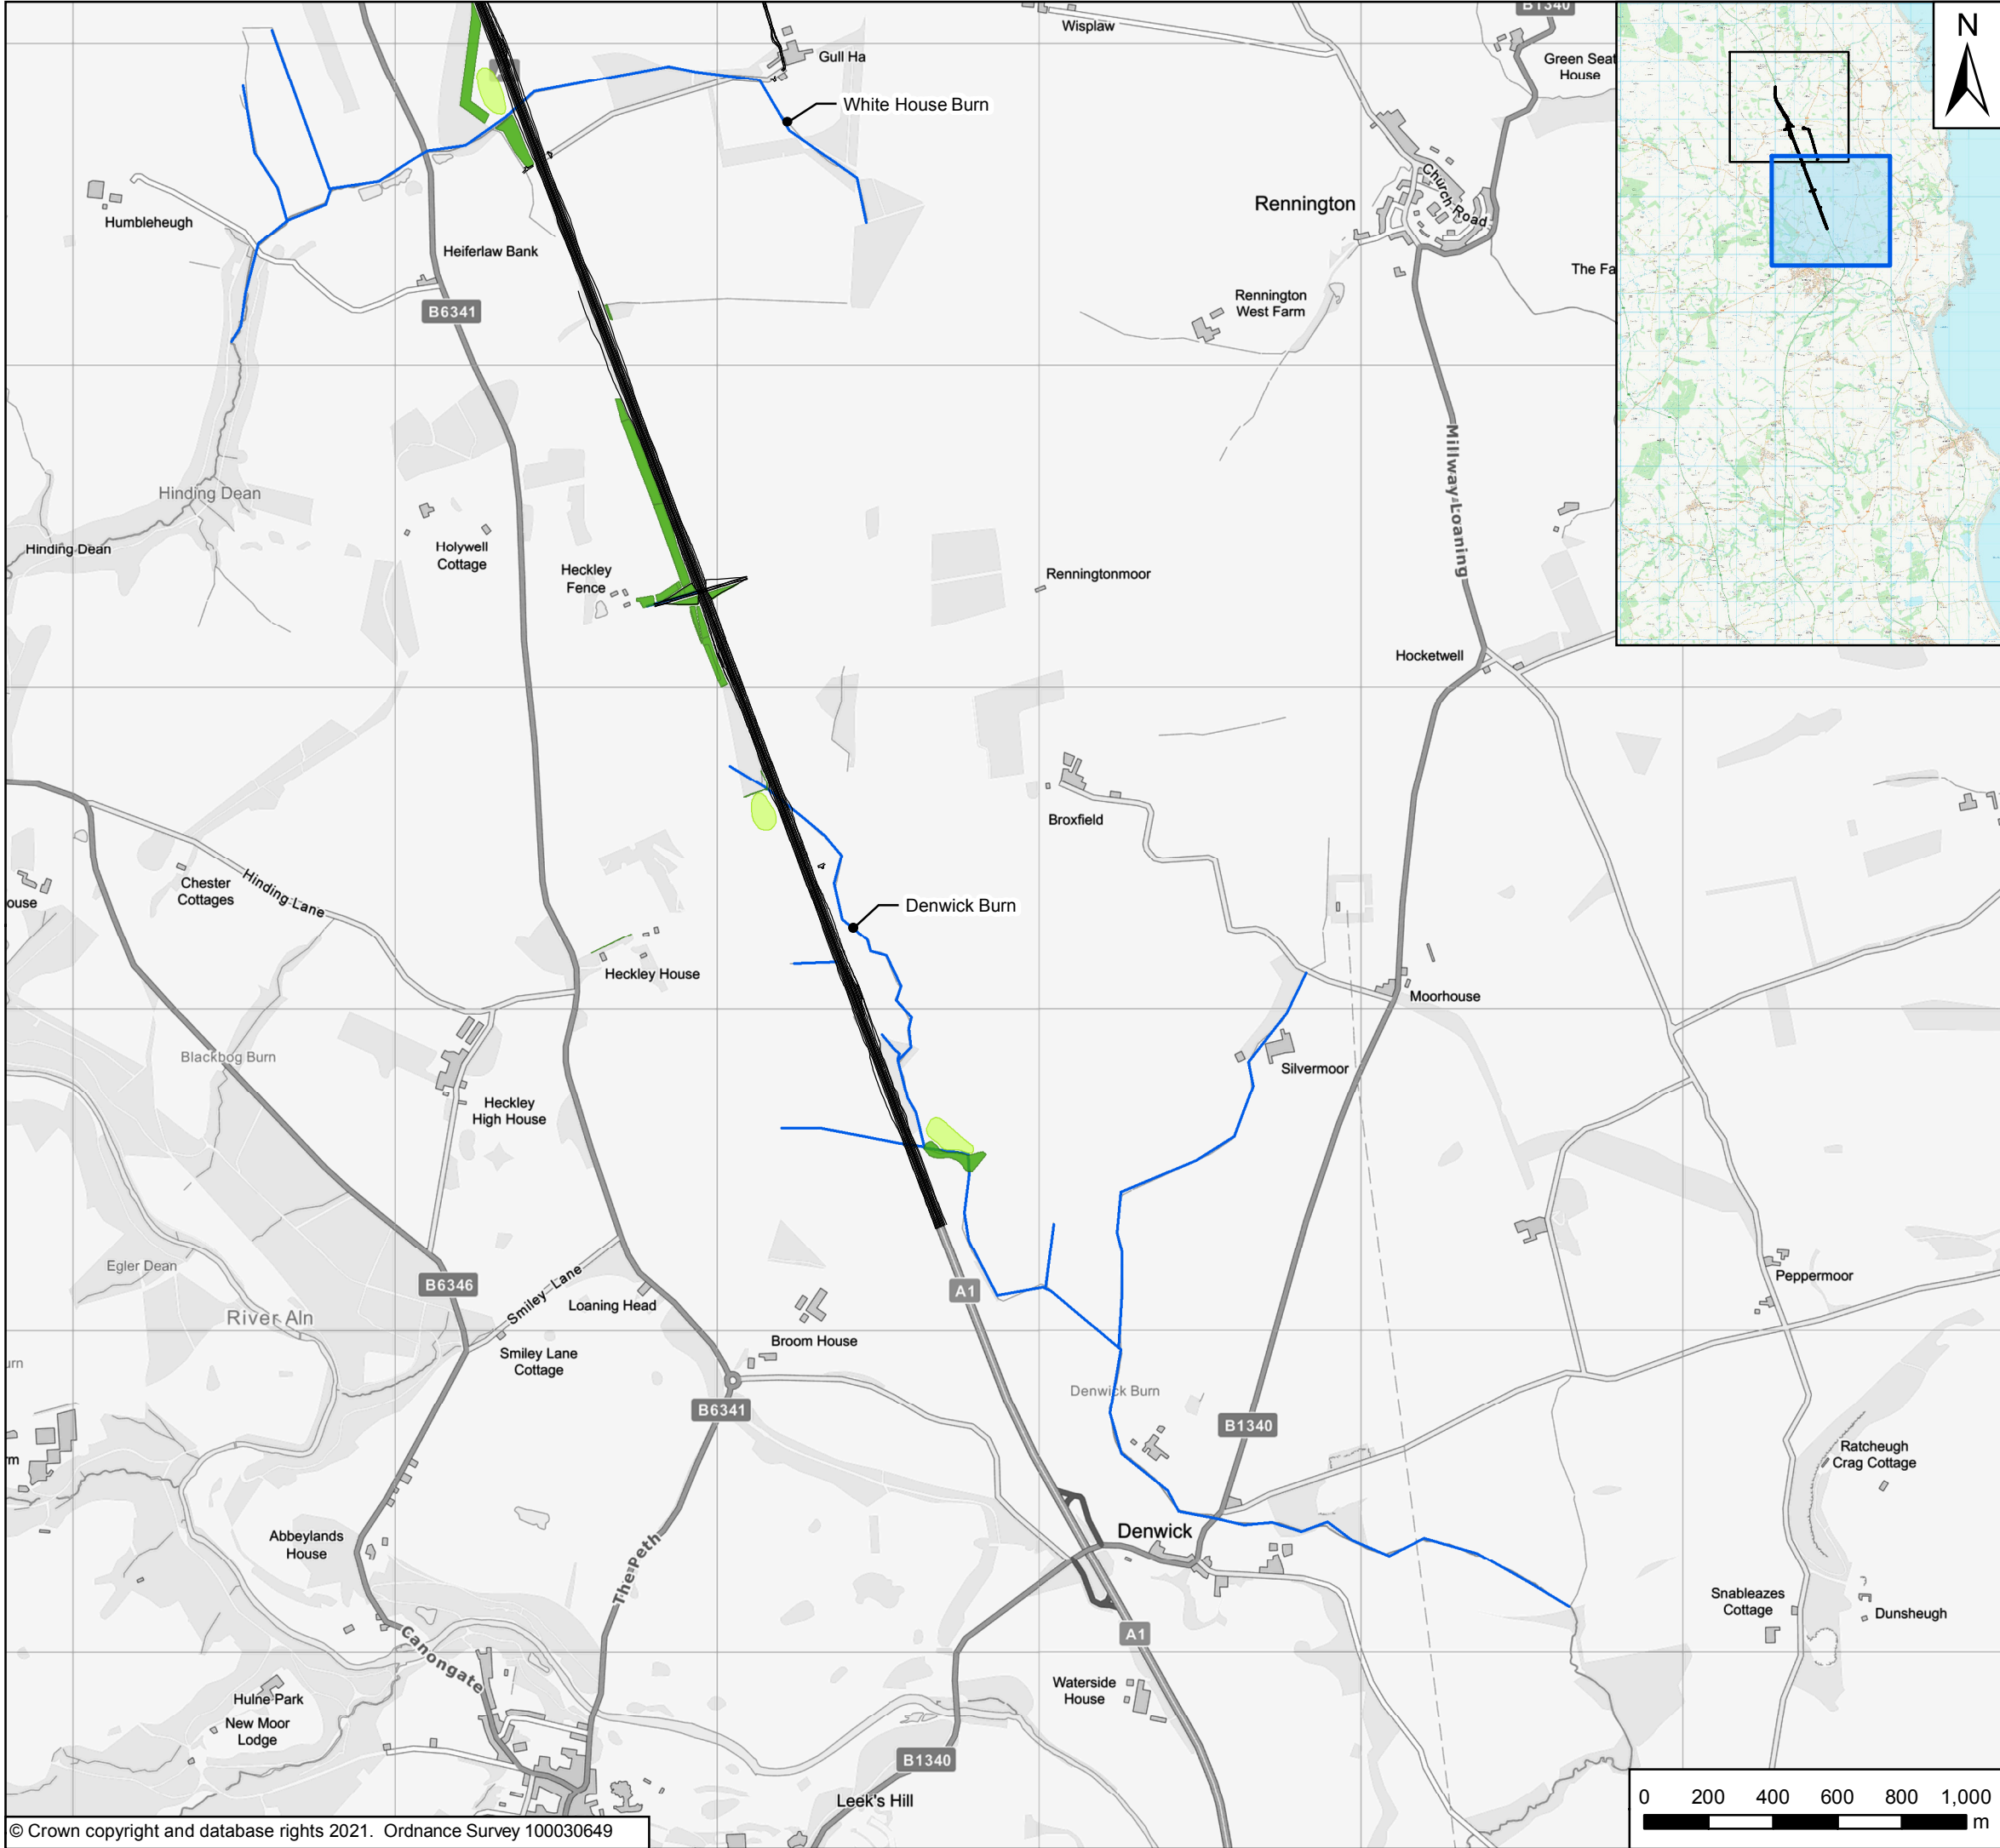 Wisplaw
B1340
N
Gull Ha
Green Seat
House
White House Burn
Church Road
Rennington
Humbleheugh
Heiferlaw Bank
The Fa
B6341
Rennington
West Farm
Millway Loaning
Hinding Dean
Hinding Dean
Holywell
Cottage
Heckley
Fence
Renningtonmoor
Hocketwell
Broxfield
Chester
Cottages
Hinding Lane
ouse
Denwick Burn
Heckley House
Moorhouse
Blackbog Burn
Silvermoor
Heckley
High House
Egler Dean
B6346
Smiley Lane
Loaning Head
A1
Peppermoor
River Aln
Broom House
Smiley Lane
Cottage
urn
Denwick Burn
B6341
B1340
rm
Ratcheugh
Crag Cottage
Abbeylands
House
Denwick
The Peth
Snableazes
Cottage
Dunsheugh
A1
Canongate
Waterside
House
Hulne Park
New Moor
Lodge
B1340
Leek's Hill
0 200 400 600 800 1,000
m
© Crown copyright and database rights 2021. Ordnance Survey 100030649